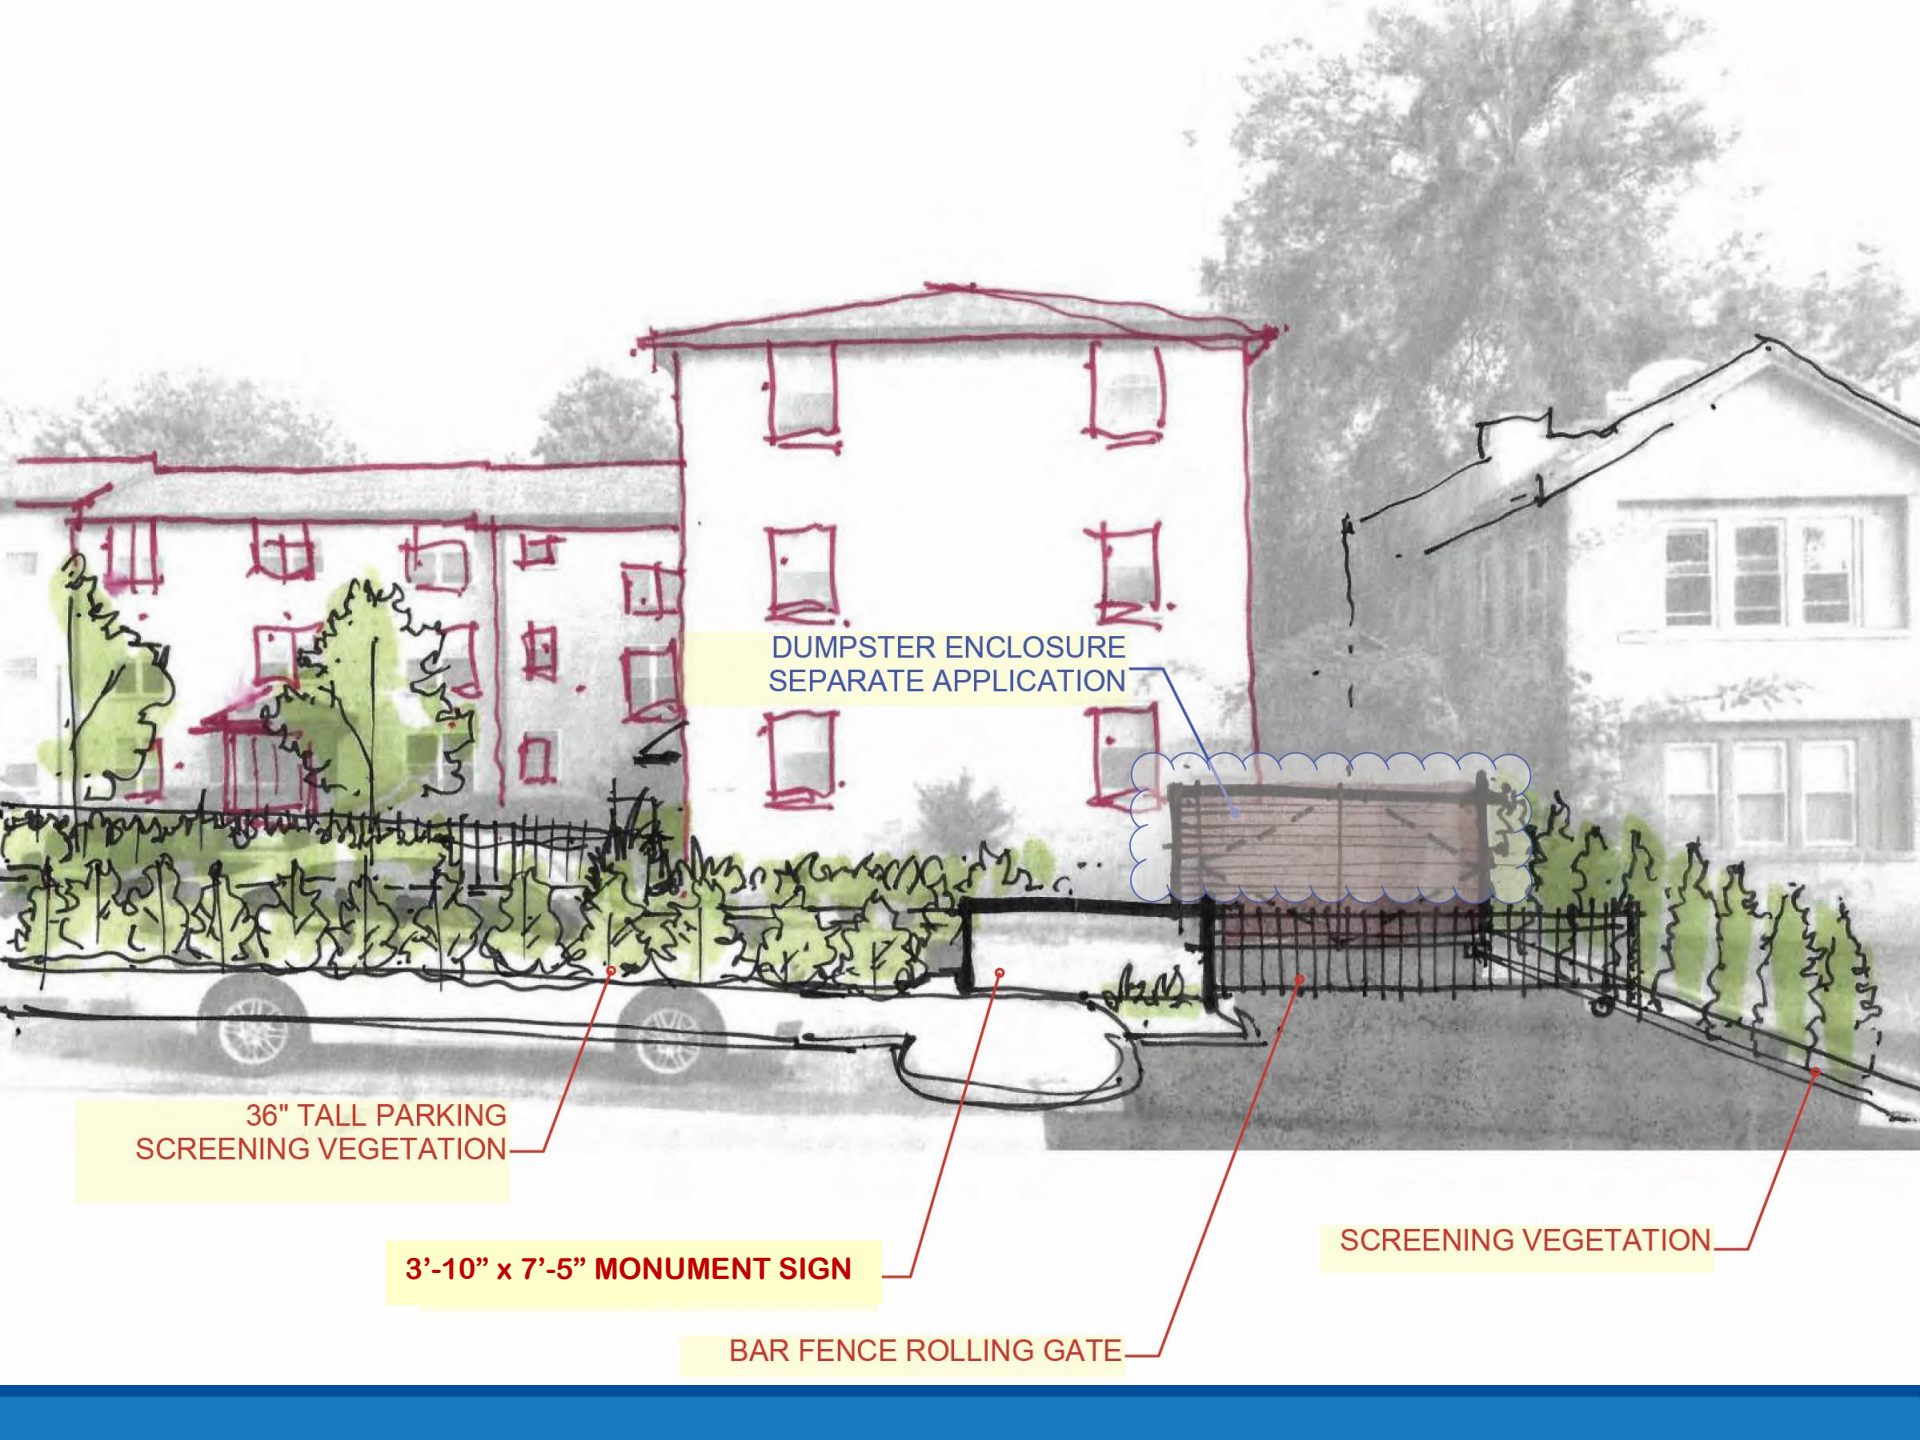 DUMPSTER ENCLOSURE
SEPARATE APPLICATION
36" TALL PARKING
SCREENING VEGETATION
SCREENING VEGETATION
3’-10” x 7’-5” MONUMENT SIGN
BAR FENCE ROLLING GATE